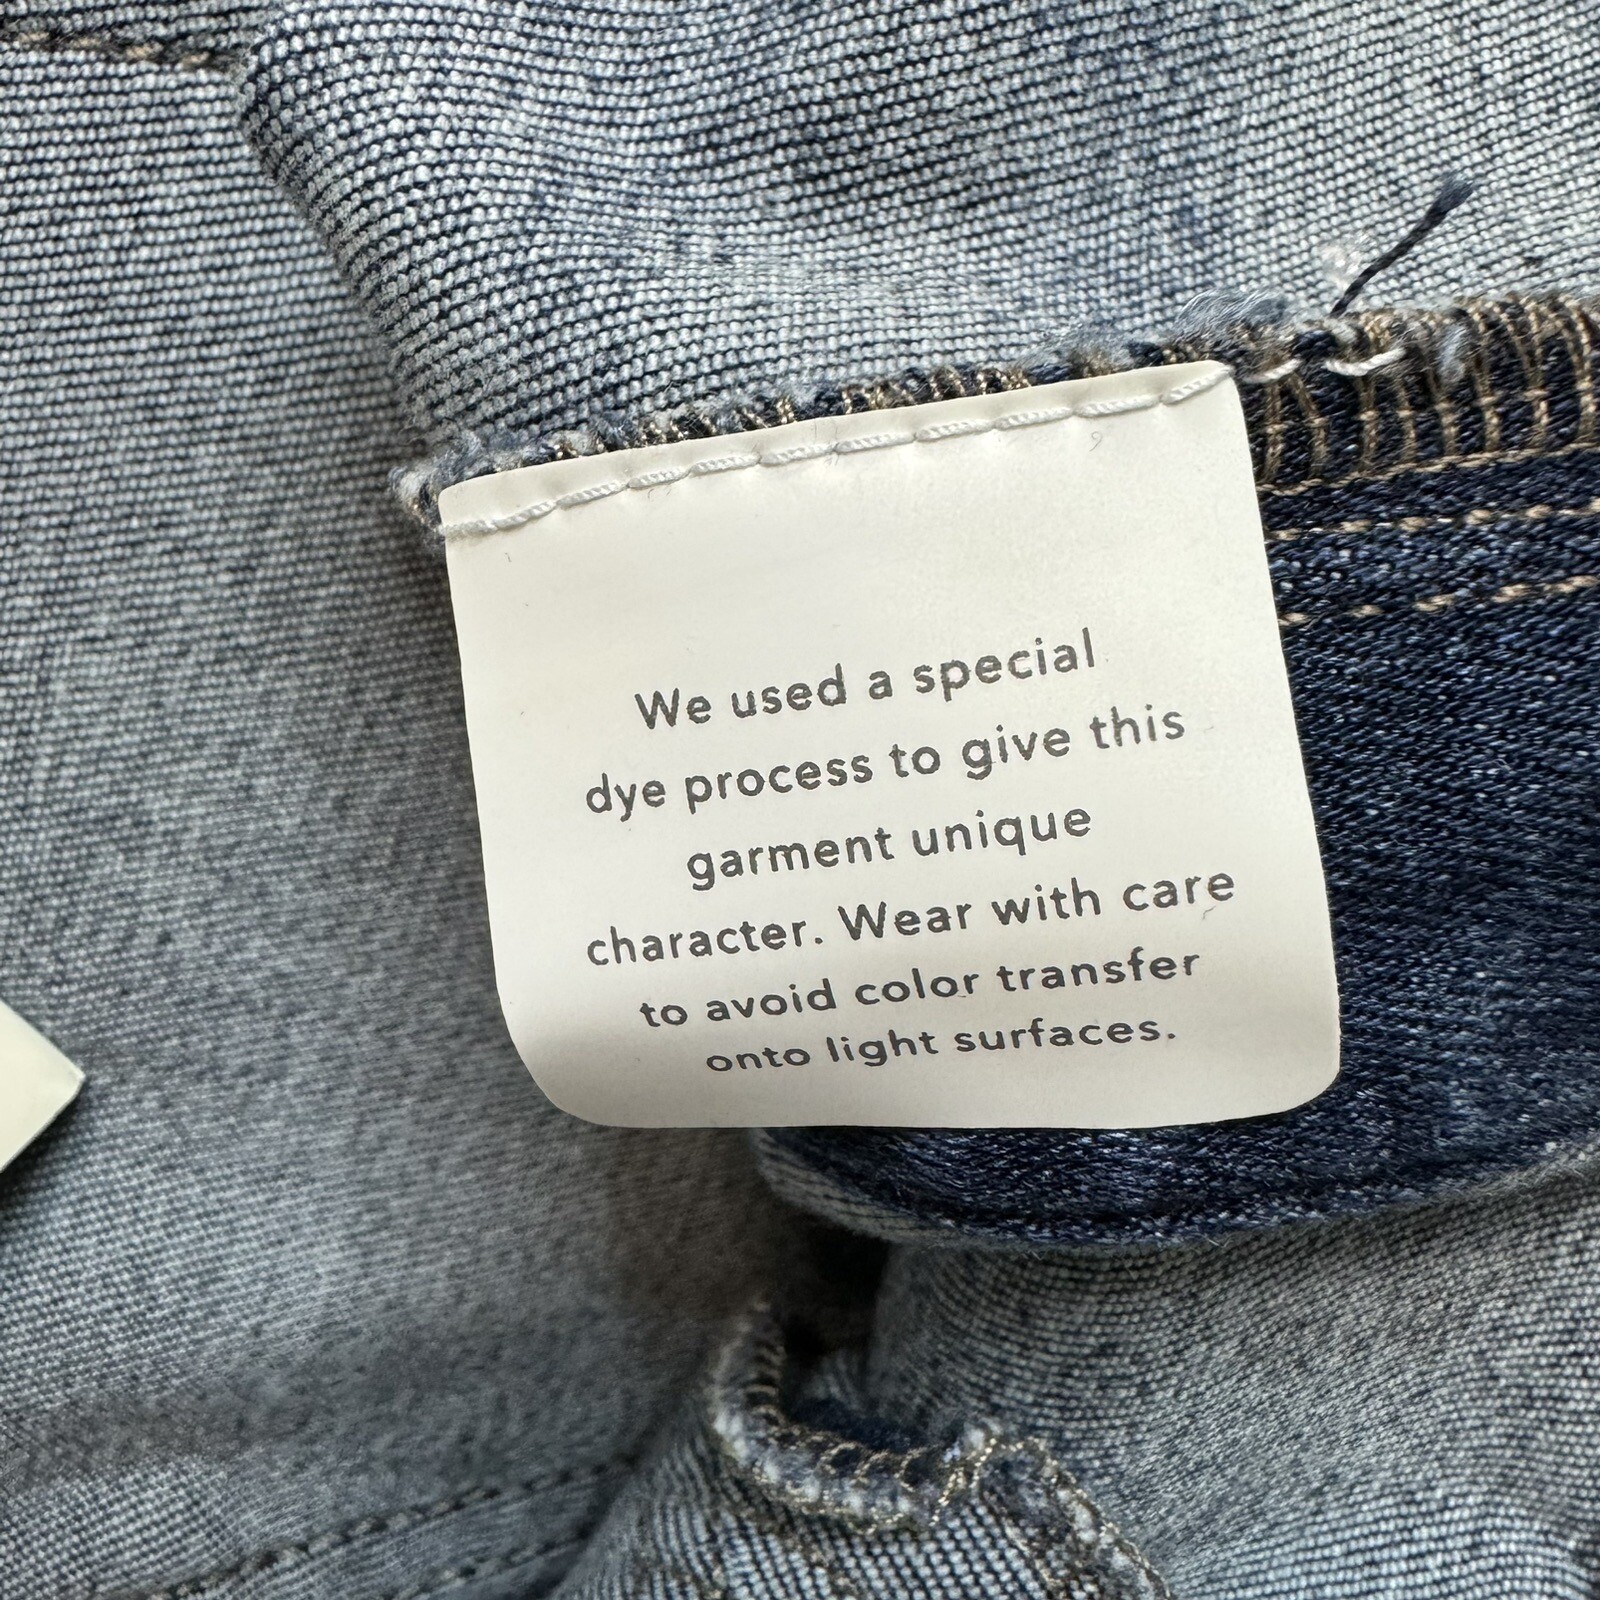 We used a special
dye process to give this
garment unique
character. Wear with care
to avoid color transfer
onto light surfaces.